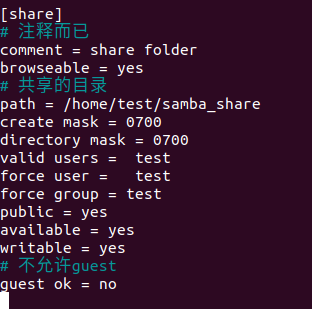 [share]
# 注释而已
comment = share folder
browseable = yes
# 共享的目录
path = /home/test/samba_share
create mask = 0700
directory mask = 0700
valid users =  test
force user =   test
force group = test
public = yes
available = yes
writable = yes
# 不允许guest
guest ok = no